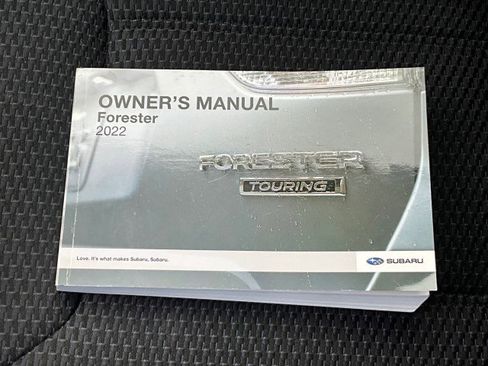 OWNER'S MANUAL
Forester
2022
FORESTER
TOURING
Love. It's what makes Subaru, Subaru.
SUBARU